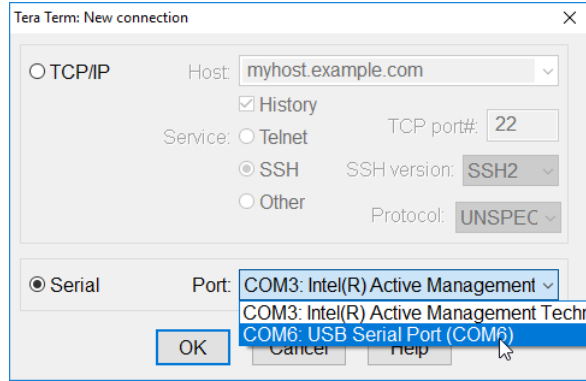 Tera Term: New connection
TCP/IP Host: myhost.example.com
History
Service: Telnet TCP port#: 22
SSH SSH version: SSH2
Other Protocol: UNSPEC
Serial Port: COM3: Intel(R) Active Management
COM3: Intel(R) Active Management Techn
COM6: USB Serial Port (COM6)
OK Cancel Help